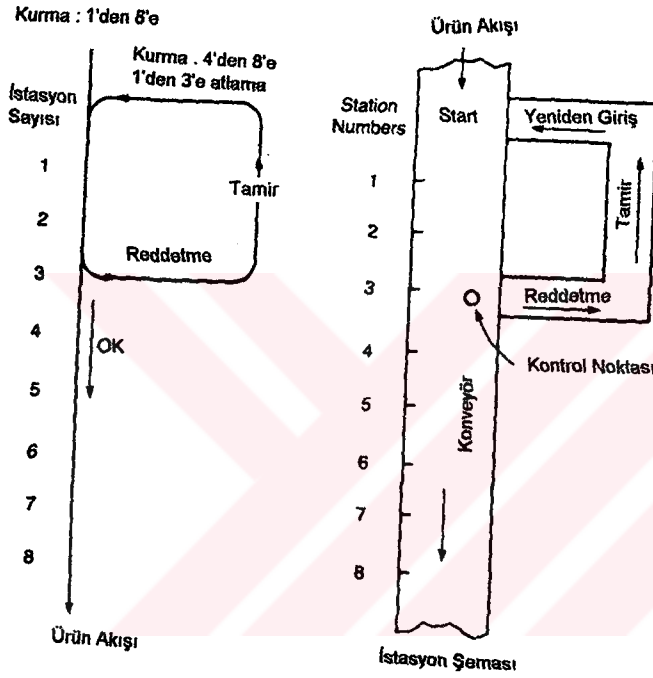 Kurma : 1'den 8'e
Kurma . 4'den 8'e
1'den 3'e atlama
İstasyon
Sayısı
1
2
3
4
5
6
7
8
Tamir
Reddetme
OK
Ürün Akışı
Ürün Akışı
Station
Numbers
Start
Yeniden Giriş
Tamir
1
2
3
4
5
6
7
8
Reddetme
Kontrol Noktası
Konveyör
İstasyon Şeması